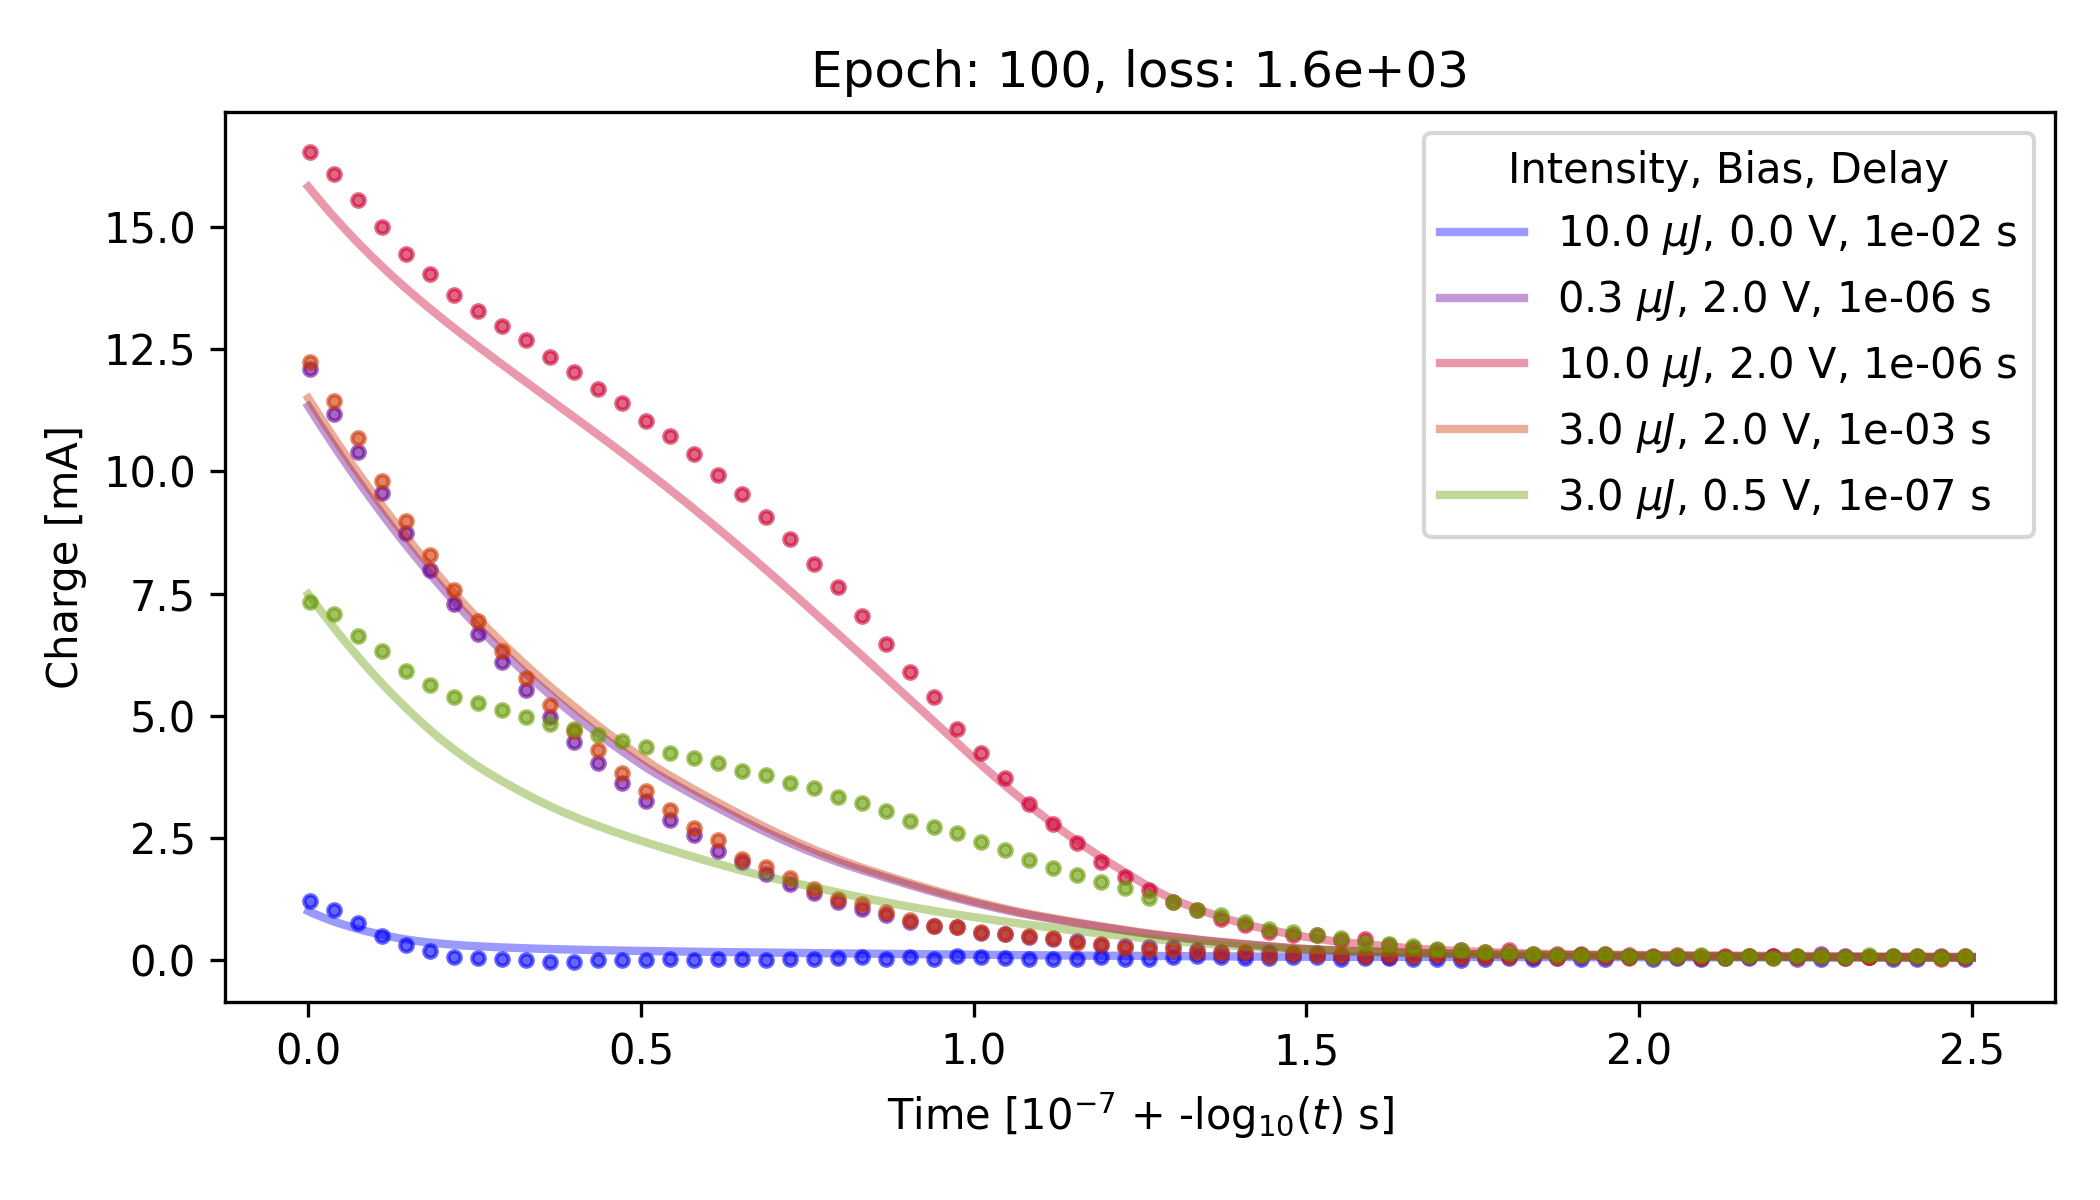 Epoch: 100, loss: 1.6e+03
Charge [mA]
15.0
12.5
10.0
7.5
5.0
2.5
0.0
Intensity, Bias, Delay
10.0 μJ, 0.0 V, 1e-02 s
0.3 μJ, 2.0 V, 1e-06 s
10.0 μJ, 2.0 V, 1e-06 s
3.0 μJ, 2.0 V, 1e-03 s
3.0 μJ, 0.5 V, 1e-07 s
0.0 0.5 1.0 1.5 2.0 2.5
Time [10⁻⁷ + -log₁₀(t) s]